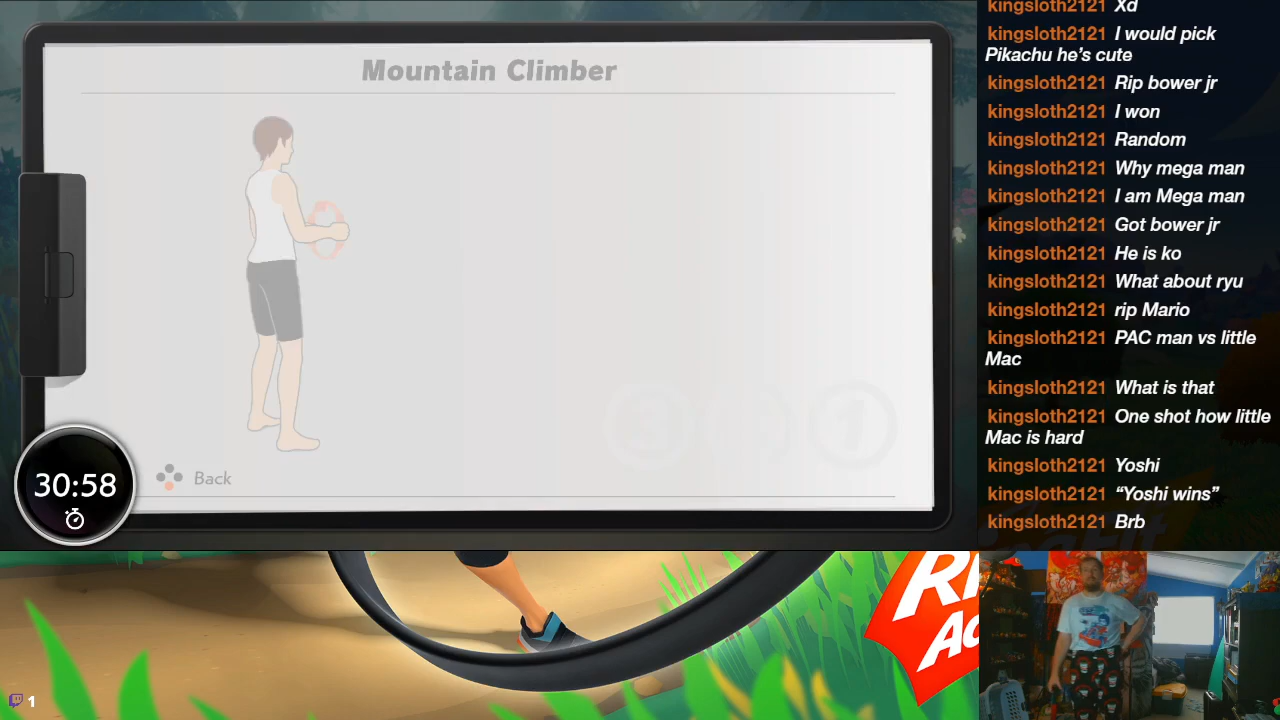 Mountain Climber
3
1
Back
30:58
1
kingsloth2121 Xd
kingsloth2121 I would pick
Pikachu he's cute
kingsloth2121 Rip bower jr
kingsloth2121 I won
kingsloth2121 Random
kingsloth2121 Why mega man
kingsloth2121 I am Mega man
kingsloth2121 Got bower jr
kingsloth2121 He is ko
kingsloth2121 What about ryu
kingsloth2121 rip Mario
kingsloth2121 PAC man vs little
Mac
kingsloth2121 What is that
kingsloth2121 One shot how little
Mac is hard
kingsloth2121 Yoshi
kingsloth2121 “Yoshi wins”
kingsloth2121 Brb